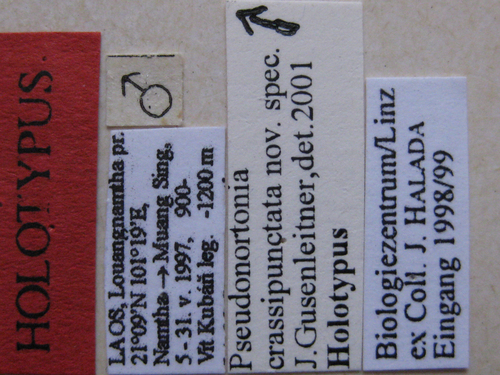 HOLOTYPUS.
♂
LAOS, Louangnamtha pr.
21°09'N 101°19'E,
Namtha→Muang Sing,
5-31. v. 1997, 900-
Vít Kubáň leg. -1200 m
Pseudonortonia
crassipunctata nov. spec. ♂
J.Gusenleitner,det.2001
Holotypus
Biologiezentrum/Linz
ex Coll. J. HALADA
Eingang 1998/99